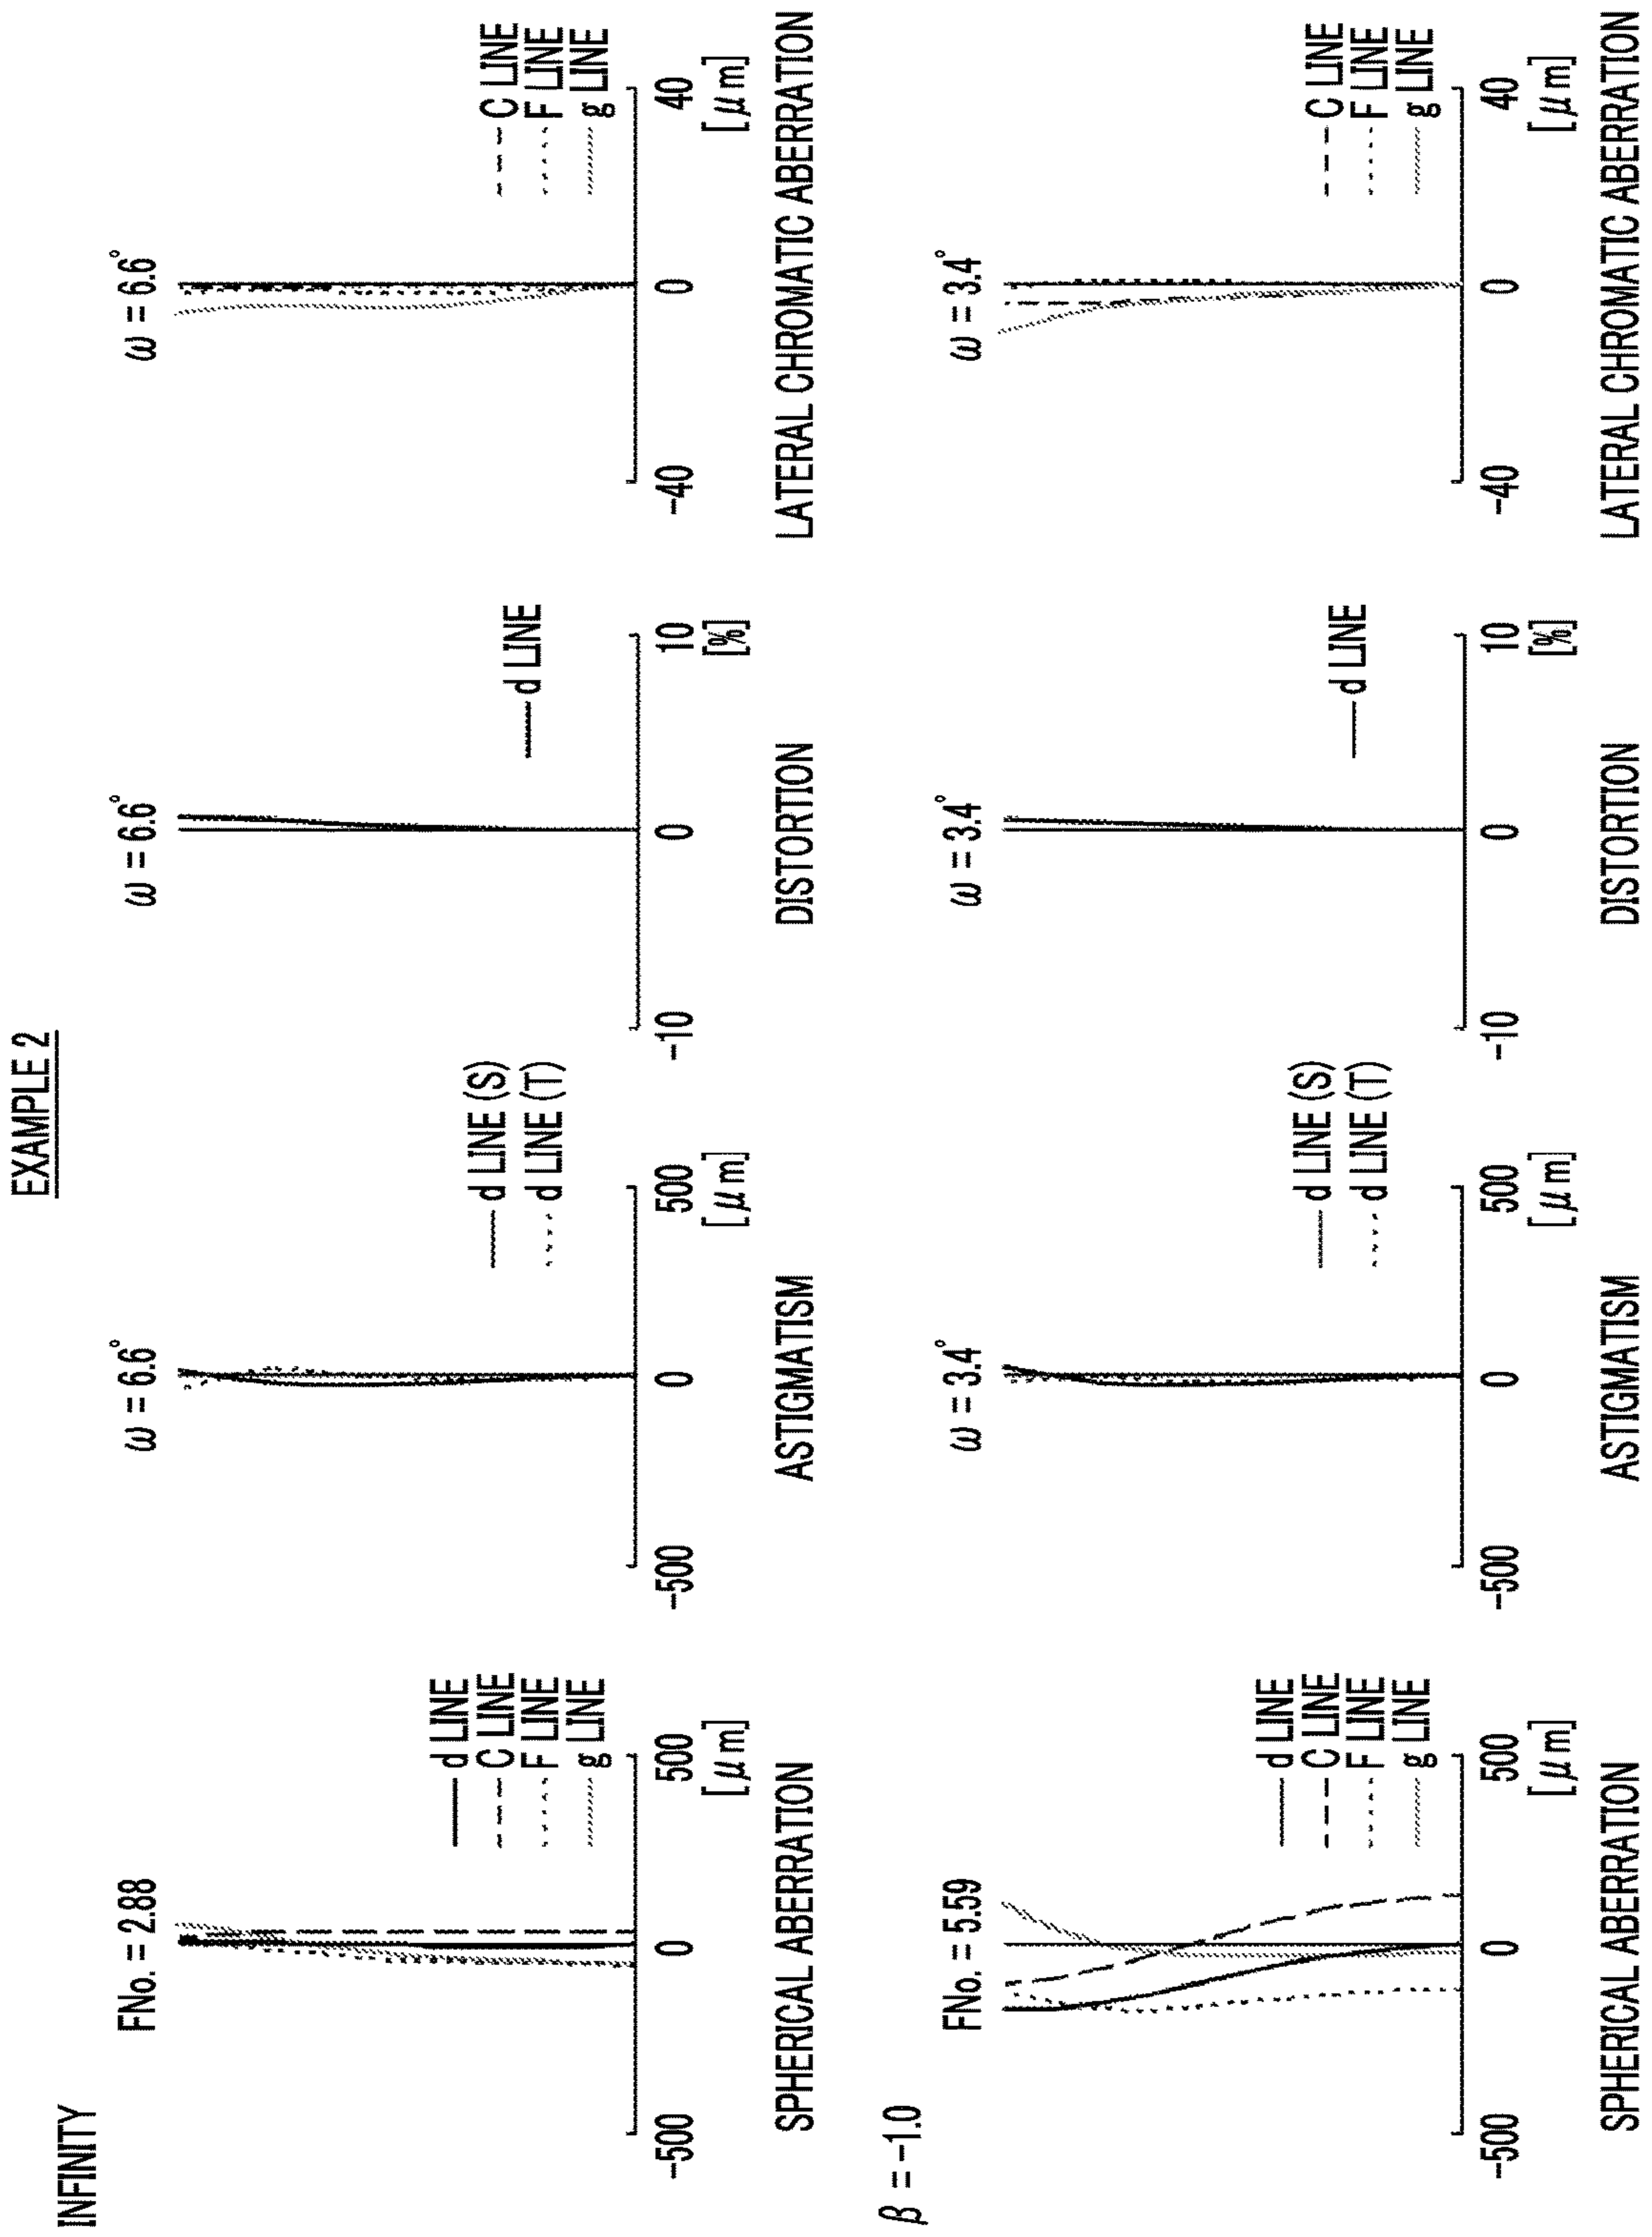 EXAMPLE 2
INFINITY
FNo. = 2.88
d LINE
C LINE
F LINE
g LINE
-500
0
500
[μm]
SPHERICAL ABERRATION
ω = 6.6°
d LINE (S)
d LINE (T)
-500
0
500
[μm]
ASTIGMATISM
ω = 6.6°
d LINE
-10
0
10
[%]
DISTORTION
ω = 6.6°
C LINE
F LINE
g LINE
-40
0
40
[μm]
LATERAL CHROMATIC ABERRATION
β = -1.0
FNo. = 5.59
d LINE
C LINE
F LINE
g LINE
-500
0
500
[μm]
SPHERICAL ABERRATION
ω = 3.4°
d LINE (S)
d LINE (T)
-500
0
500
[μm]
ASTIGMATISM
ω = 3.4°
d LINE
-10
0
10
[%]
DISTORTION
ω = 3.4°
C LINE
F LINE
g LINE
-40
0
40
[μm]
LATERAL CHROMATIC ABERRATION